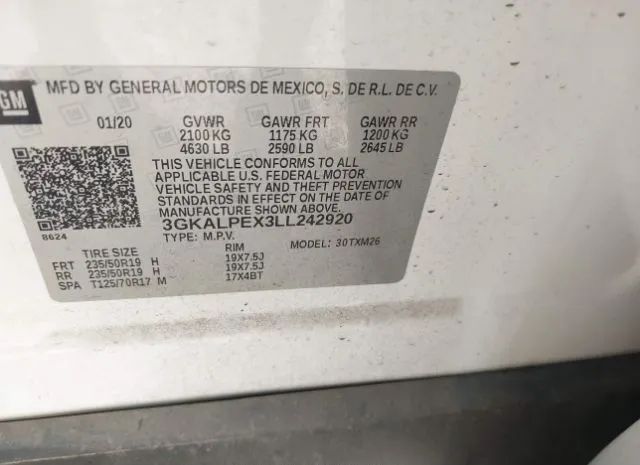 GM
MFD BY GENERAL MOTORS DE MEXICO, S. DE R.L. DE C.V.
01/20 GVWR GAWR FRT GAWR RR
2100 KG 1175 KG 1200 KG
4630 LB 2590 LB 2645 LB
THIS VEHICLE CONFORMS TO ALL
APPLICABLE U.S. FEDERAL MOTOR
VEHICLE SAFETY AND THEFT PREVENTION
STANDARDS IN EFFECT ON THE DATE OF
MANUFACTURE SHOWN ABOVE.
8624 3GKALPEX3LL242920
TYPE: M.P.V. MODEL: 30TXM26
TIRE SIZE RIM
FRT 235/50R19 H 19X7.5J
RR 235/50R19 H 19X7.5J
SPA T125/70R17 M 17X4BT